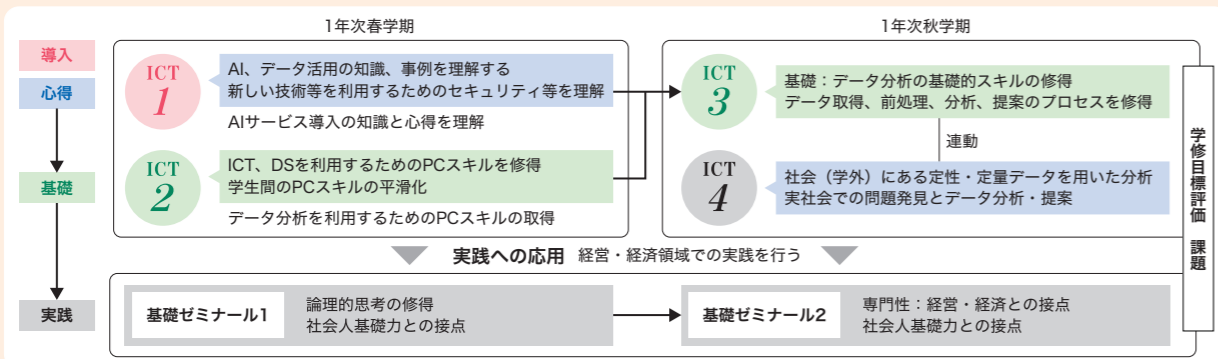 1年次春学期
1年次秋学期
導入
心得
基礎
実践
ICT
1
AI、データ活用の知識、事例を理解する
新しい技術等を利用するためのセキュリティ等を理解
AIサービス導入の知識と心得を理解
ICT
2
ICT、DSを利用するためのPCスキルを修得
学生間のPCスキルの平滑化
データ分析を利用するためのPCスキルの取得
ICT
3
基礎：データ分析の基礎的スキルの修得
データ取得、前処理、分析、提案のプロセスを修得
連動
ICT
4
社会（学外）にある定性・定量データを用いた分析
実社会での問題発見とデータ分析・提案
実践への応用 経営・経済領域での実践を行う
基礎ゼミナール1
論理的思考の修得
社会人基礎力との接点
基礎ゼミナール2
専門性：経営・経済との接点
社会人基礎力との接点
学修目標評価 課題